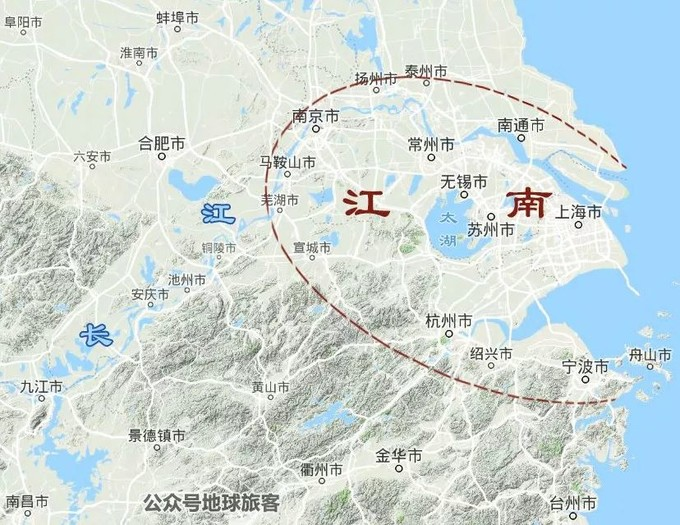 阜阳市
蚌埠市
淮南市
扬州市
泰州市
南京市
南通市
合肥市
常州市
六安市
马鞍山市
无锡市
江 南
芜湖市
江
太湖
苏州市
上海市
铜陵市
宣城市
池州市
安庆市
长
杭州市
绍兴市
舟山市
宁波市
九江市
黄山市
景德镇市
金华市
衢州市
南昌市
公众号地球旅客
台州市